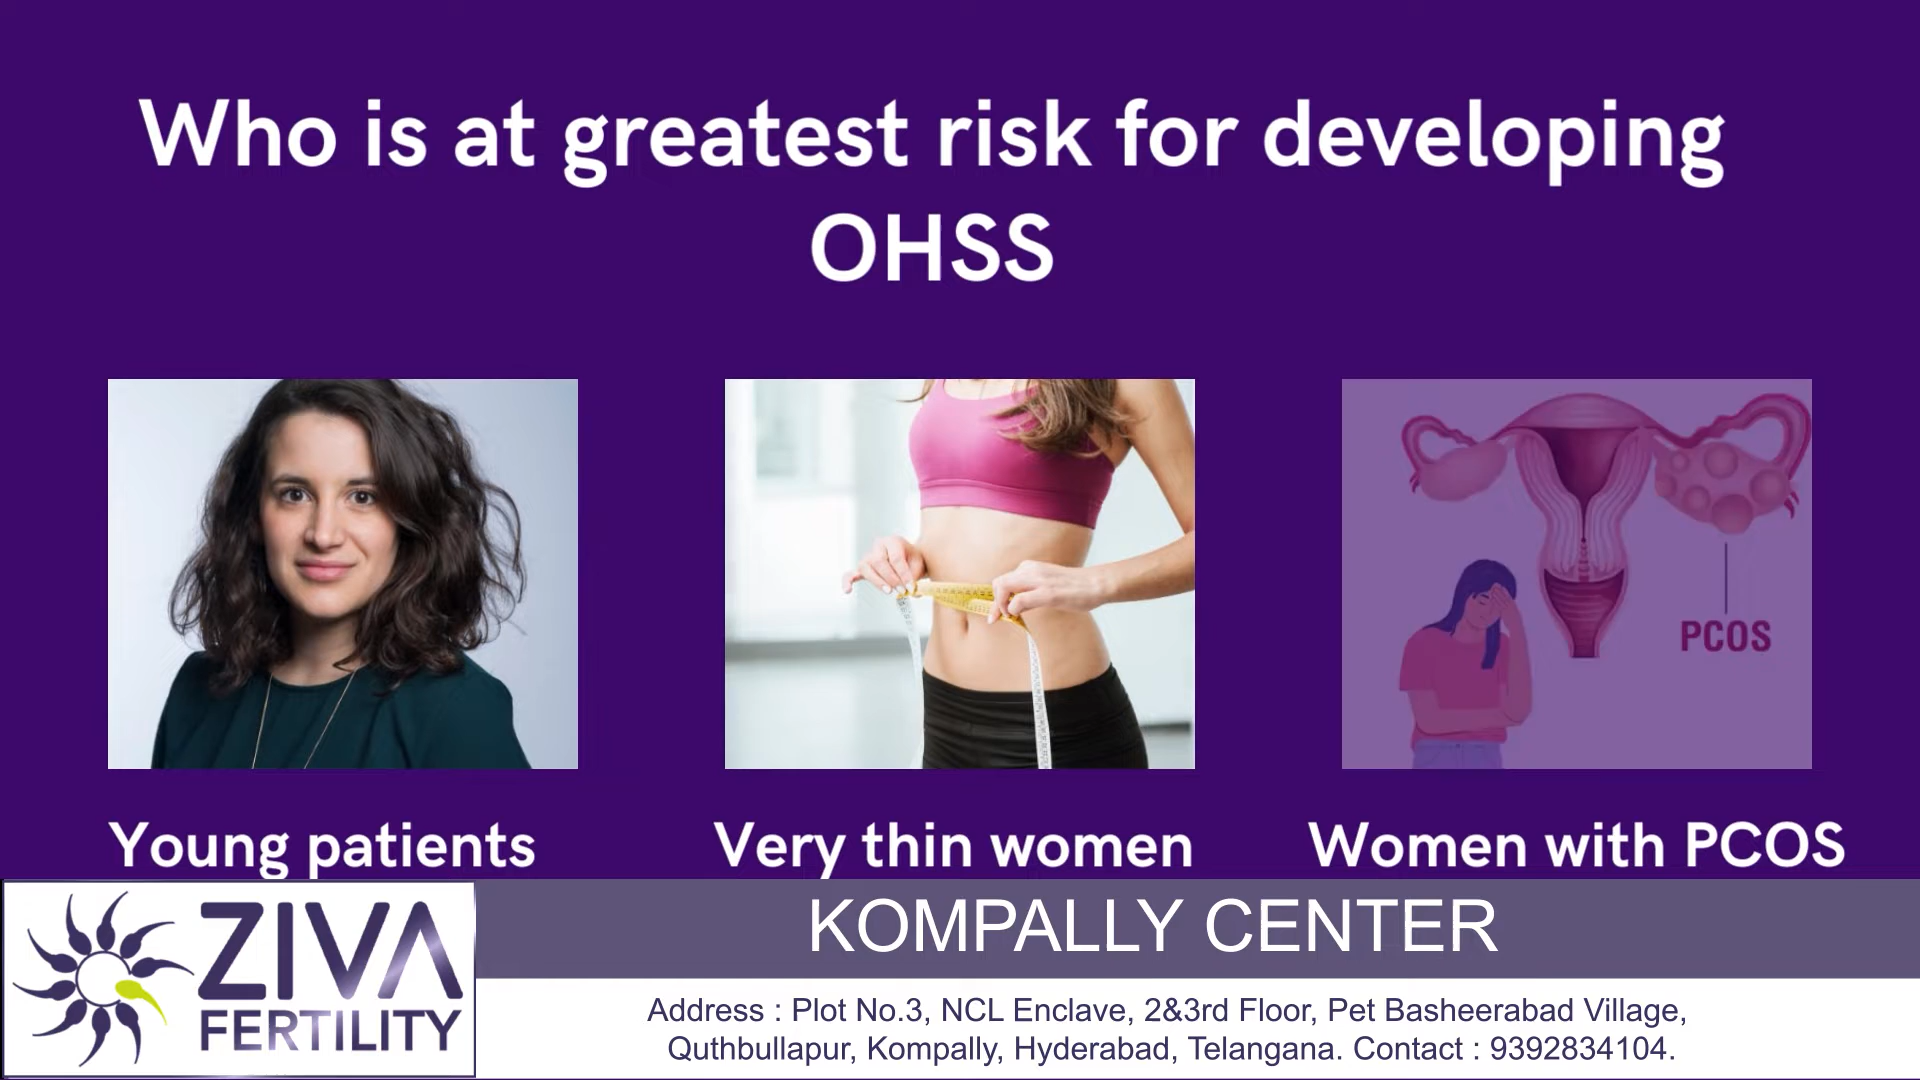 Who is at greatest risk for developing
OHSS
PCOS
Young patients
Very thin women
Women with PCOS
ZIVA
FERTILITY
KOMPALLY CENTER
Address : Plot No.3, NCL Enclave, 2&3rd Floor, Pet Basheerabad Village,
Quthbullapur, Kompally, Hyderabad, Telangana. Contact : 9392834104.